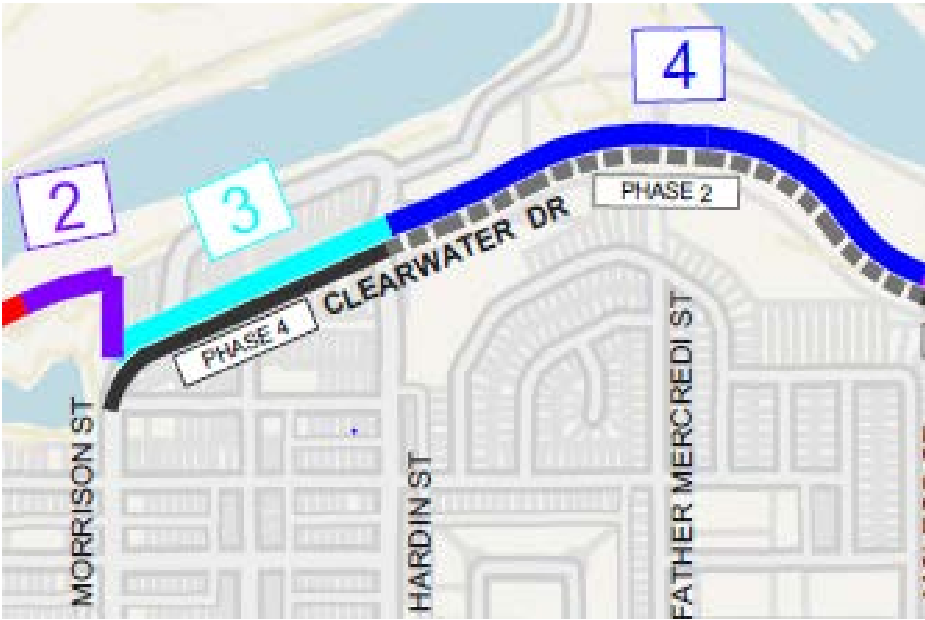 4
PHASE 2
2
3
CLEARWATER DR
PHASE 4
MORRISON ST
HARDIN ST
FATHER MERCREDI ST